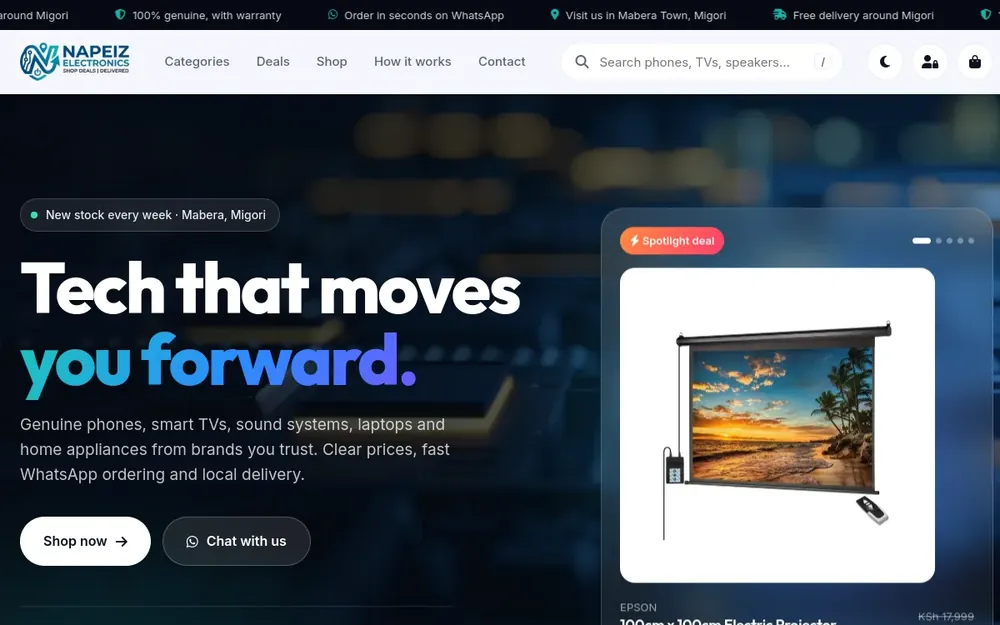 around Migori
100% genuine, with warranty
Order in seconds on WhatsApp
Visit us in Mabera Town, Migori
Free delivery around Migori
NAPEIZ
ELECTRONICS
SHOP DEALS | DELIVERED
Categories
Deals
Shop
How it works
Contact
Search phones, TVs, speakers...
/
New stock every week · Mabera, Migori
Tech that moves
you forward.
Genuine phones, smart TVs, sound systems, laptops and
home appliances from brands you trust. Clear prices, fast
WhatsApp ordering and local delivery.
Shop now
Chat with us
Spotlight deal
EPSON
100cm x 100cm Electric Projector
KSh 17,999